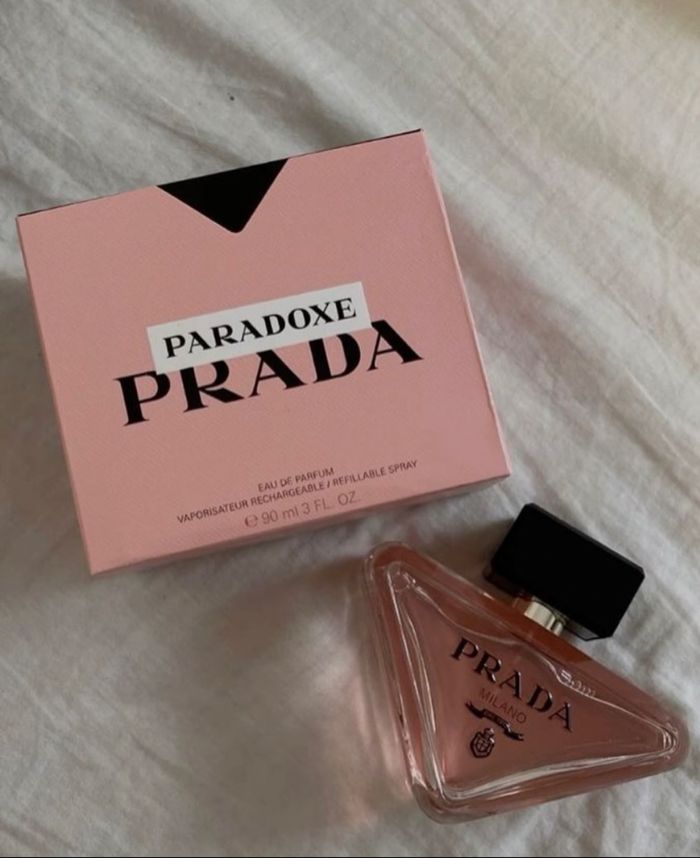 PARADOXE
PRADA
EAU DE PARFUM
VAPORISATEUR RECHARGEABLE / REFILLABLE SPRAY
℮ 90 ml 3 FL. OZ.
PRADA
MILANO